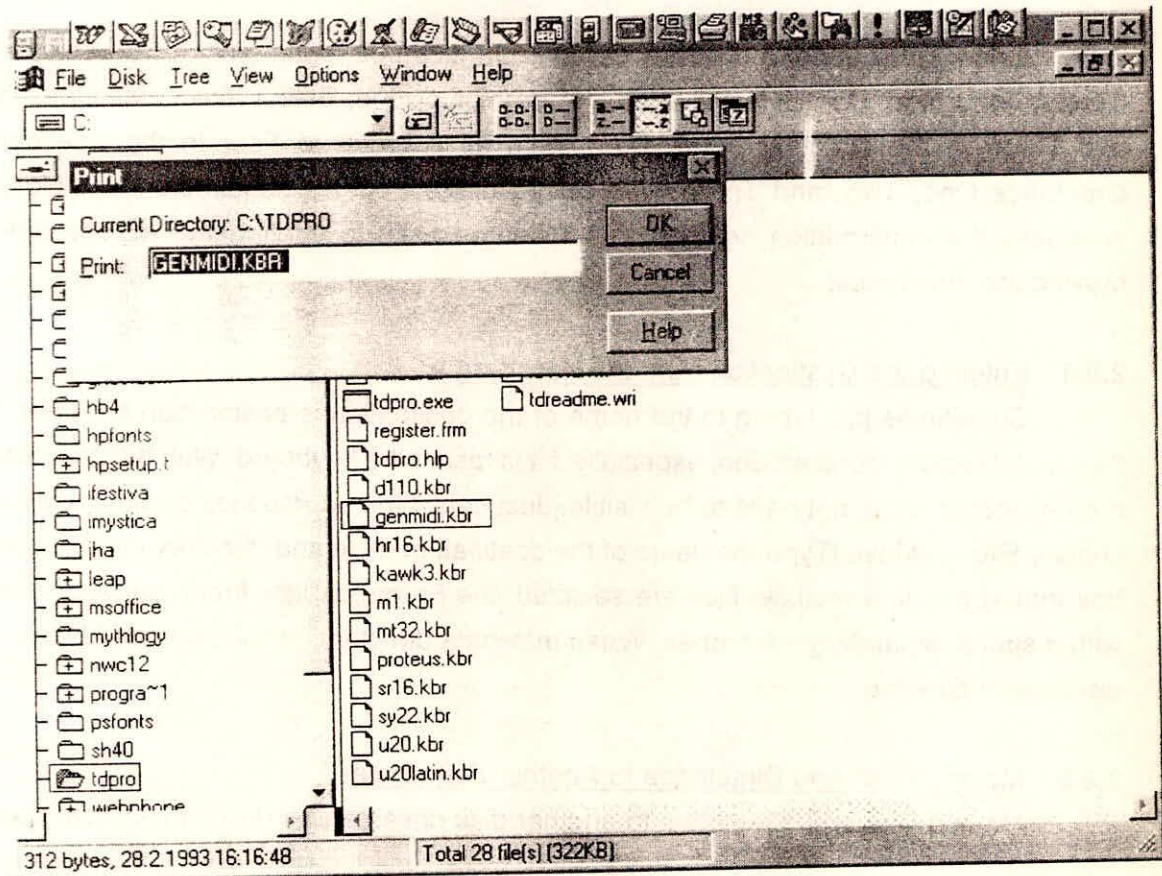 File Disk Tree View Options Window Help
C:
Print
Current Directory: C:\TDPRO
Print: GENMIDI.KBR
OK
Cancel
Help
hb4
hpfonts
hpsetup.t
ifestiva
imystica
jha
leap
msoffice
mythlogy
nwc12
progra~1
psfonts
sh40
tdpro
webphone
tdpro.exe
register.frm
tdpro.hlp
d110.kbr
genmidi.kbr
hr16.kbr
kawk3.kbr
m1.kbr
mt32.kbr
proteus.kbr
sr16.kbr
sy22.kbr
u20.kbr
u20latin.kbr
tdreadme.wri
312 bytes, 28.2.1993 16:16:48
Total 28 file(s) (322KB)